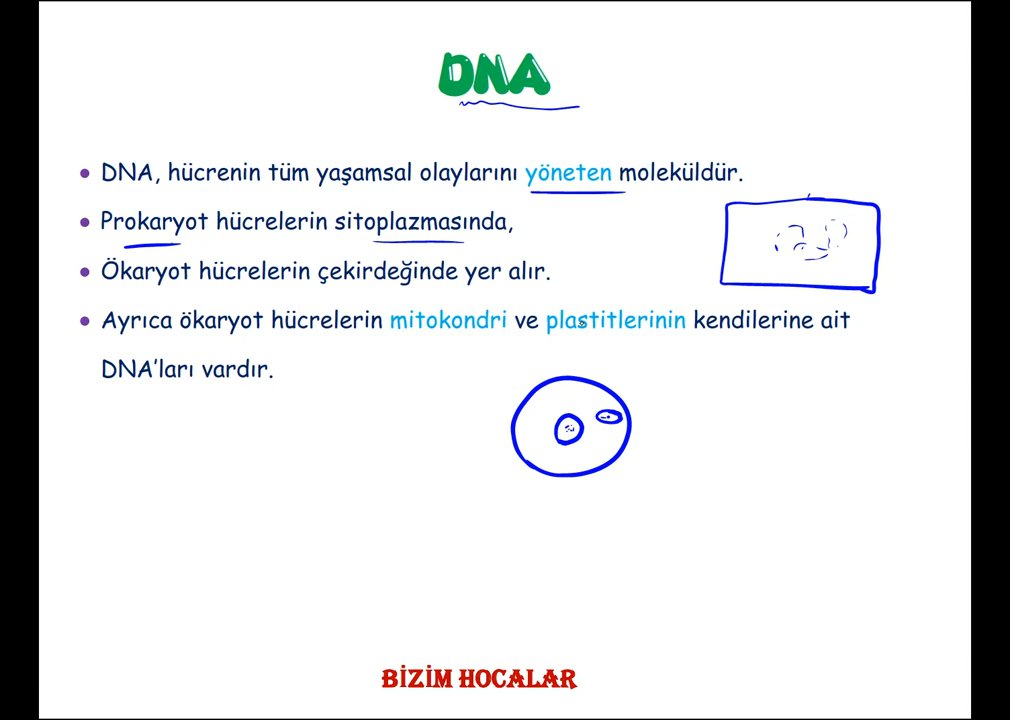 DNA
• DNA, hücrenin tüm yaşamsal olaylarını yöneten moleküldür.
• Prokaryot hücrelerin sitoplazmasında,
• Ökaryot hücrelerin çekirdeğinde yer alır.
• Ayrıca ökaryot hücrelerin mitokondri ve plastitlerinin kendilerine ait
DNA'ları vardır.
BİZİM HOCALAR